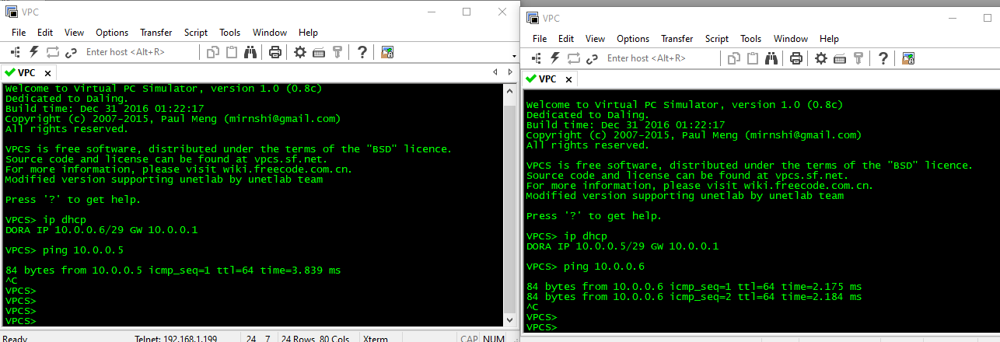 VPC
File Edit View Options Transfer Script Tools Window Help
Enter host <Alt+R>
VPC
Welcome to Virtual PC Simulator, version 1.0 (0.8c)
Dedicated to Daling.
Build time: Dec 31 2016 01:22:17
Copyright (c) 2007-2015, Paul Meng (mirnshi@gmail.com)
All rights reserved.
VPCS is free software, distributed under the terms of the "BSD" licence.
Source code and license can be found at vpcs.sf.net.
For more information, please visit wiki.freecode.com.cn.
Modified version supporting unetlab by unetlab team
Press '?' to get help.
VPCS> ip dhcp
DORA IP 10.0.0.6/29 GW 10.0.0.1
VPCS> ping 10.0.0.5
84 bytes from 10.0.0.5 icmp_seq=1 ttl=64 time=3.839 ms
^C
VPCS>
VPCS>
VPCS>
VPCS>
Ready Telnet: 192.168.1.199 24, 7 24 Rows, 80 Cols Xterm CAP NUM
VPC
File Edit View Options Transfer Script Tools Window Help
Enter host <Alt+R>
VPC
Welcome to Virtual PC Simulator, version 1.0 (0.8c)
Dedicated to Daling.
Build time: Dec 31 2016 01:22:17
Copyright (c) 2007-2015, Paul Meng (mirnshi@gmail.com)
All rights reserved.
VPCS is free software, distributed under the terms of the "BSD" licence.
Source code and license can be found at vpcs.sf.net.
For more information, please visit wiki.freecode.com.cn.
Modified version supporting unetlab by unetlab team
Press '?' to get help.
VPCS> ip dhcp
DORA IP 10.0.0.5/29 GW 10.0.0.1
VPCS> ping 10.0.0.6
84 bytes from 10.0.0.6 icmp_seq=1 ttl=64 time=2.175 ms
84 bytes from 10.0.0.6 icmp_seq=2 ttl=64 time=2.184 ms
^C
VPCS>
VPCS>